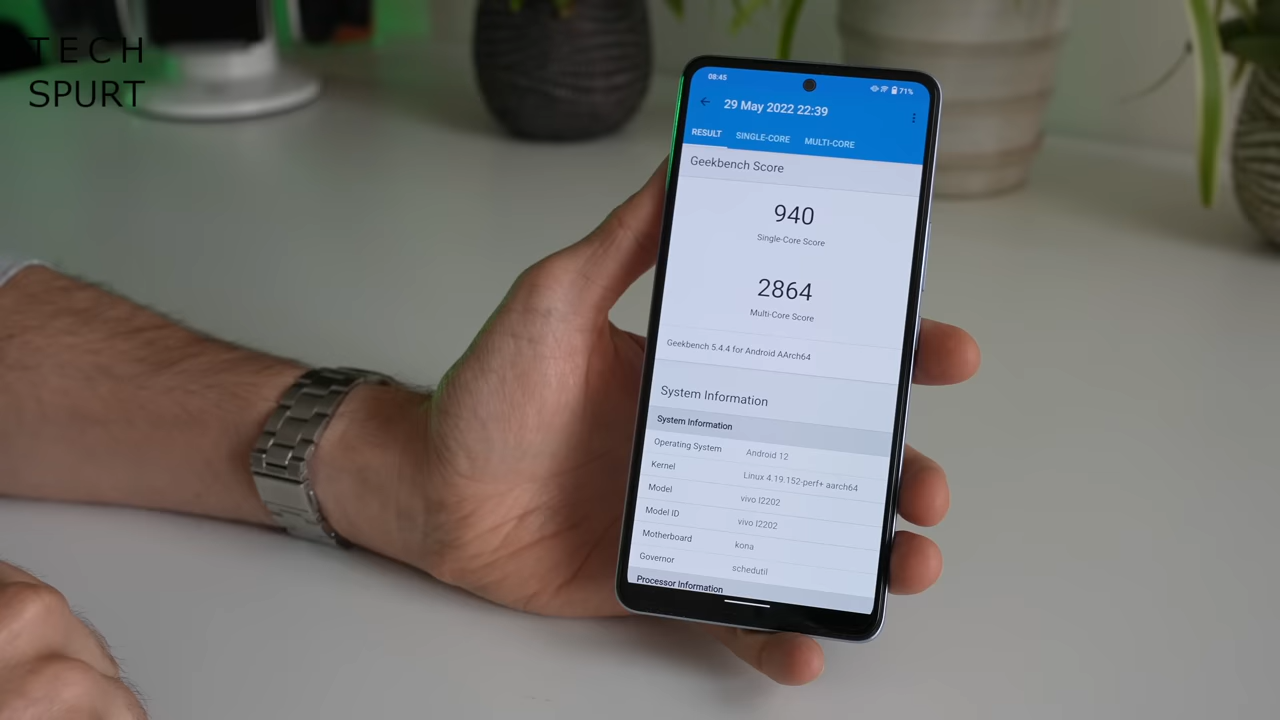 TECH
SPURT
08:45
71%
29 May 2022 22:39
RESULT SINGLE-CORE MULTI-CORE
Geekbench Score
940
Single-Core Score
2864
Multi-Core Score
Geekbench 5.4.4 for Android AArch64
System Information
System Information
Operating System Android 12
Kernel Linux 4.19.152-perf+ aarch64
Model vivo I2202
Model ID vivo I2202
Motherboard kona
Governor schedutil
Processor Information